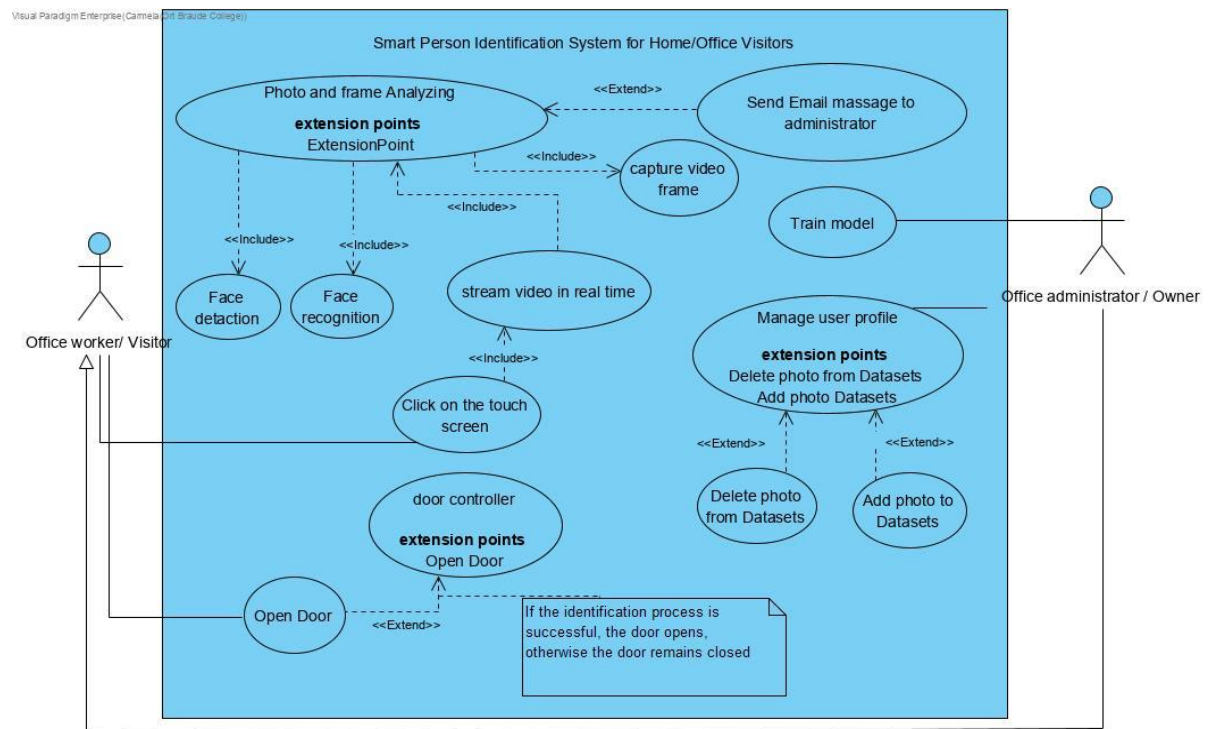 Visual Paradigm Enterprise(Carmela(Ort Braude College))
Smart Person Identification System for Home/Office Visitors
Photo and frame Analyzing
extension points
ExtensionPoint
<<Extend>>
Send Email massage to
administrator
<<Include>>
capture video
frame
<<Include>>
Train model
<<Include>>
<<Include>>
Face
detaction
Face
recognition
stream video in real time
Office worker/ Visitor
Office administrator / Owner
Manage user profile
extension points
Delete photo from Datasets
Add photo Datasets
<<Include>>
Click on the touch
screen
<<Extend>>
<<Extend>>
Delete photo
from Datasets
Add photo to
Datasets
door controller
extension points
Open Door
Open Door
<<Extend>>
If the identification process is
successful, the door opens,
otherwise the door remains closed